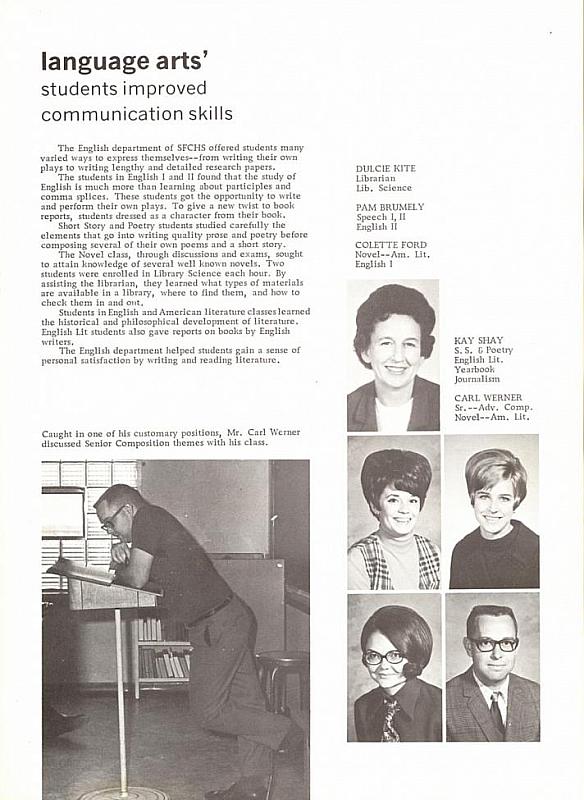 language arts'
students improved
communication skills
The English department of SFCHS offered students many
varied ways to express themselves--from writing their own
plays to writing lengthy and detailed research papers.
The students in English I and II found that the study of
English is much more than learning about participles and
comma splices. These students got the opportunity to write
and perform their own plays. To give a new twist to book
reports, students dressed as a character from their book.
Short Story and Poetry students studied carefully the
elements that go into writing quality prose and poetry before
composing several of their own poems and a short story.
The Novel class, through discussions and exams, sought
to attain knowledge of several well known novels. Two
students were enrolled in Library Science each hour. By
assisting the librarian, they learned what types of materials
are available in a library, where to find them, and how to
check them in and out.
Students in English and American literature classes learned
the historical and philosophical development of literature.
English Lit students also gave reports on books by English
writers.
The English department helped students gain a sense of
personal satisfaction by writing and reading literature.
Caught in one of his customary positions, Mr. Carl Werner
discussed Senior Composition themes with his class.
DULCIE KITE
Librarian
Lib. Science
PAM BRUMELY
Speech I, II
English II
COLETTE FORD
Novel--Am. Lit.
English I
KAY SHAY
S. S. & Poetry
English Lit.
Yearbook
Journalism
CARL WERNER
Sr.--Adv. Comp.
Novel--Am. Lit.